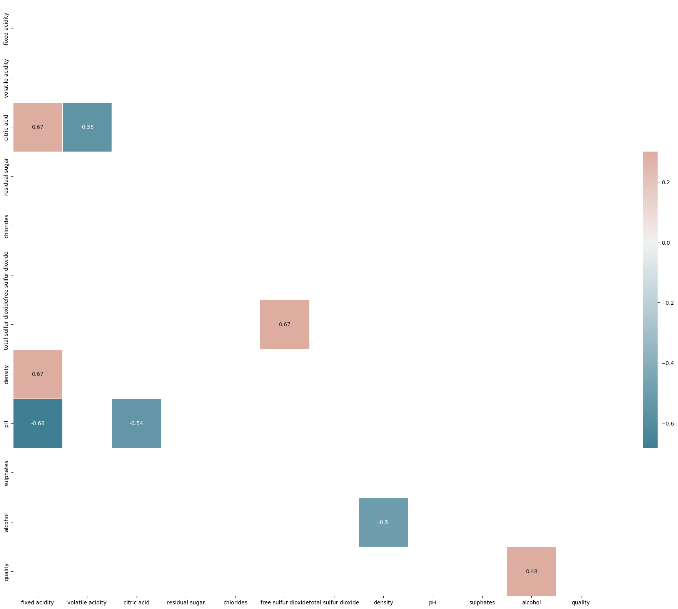 fixed acidity
volatile acidity
citric acid
0.67
-0.55
residual sugar
chlorides
free sulfur dioxide
total sulfur dioxide
0.67
density
0.67
pH
-0.68
-0.54
sulphates
alcohol
-0.5
quality
0.48
fixed acidity
volatile acidity
citric acid
residual sugar
chlorides
free sulfur dioxide
total sulfur dioxide
density
pH
sulphates
alcohol
quality
0.2
0.0
−0.2
−0.4
−0.6